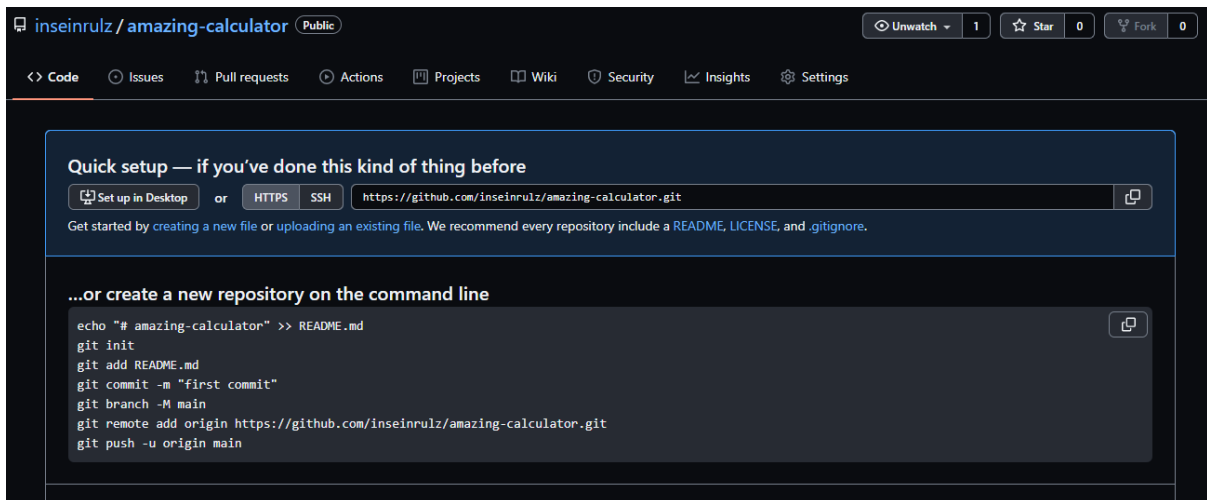 inseinrulz / amazing-calculator Public Unwatch 1 Star 0 Fork 0
Code Issues Pull requests Actions Projects Wiki Security Insights Settings
Quick setup — if you’ve done this kind of thing before
Set up in Desktop or HTTPS SSH https://github.com/inseinrulz/amazing-calculator.git
Get started by creating a new file or uploading an existing file. We recommend every repository include a README, LICENSE, and .gitignore.
...or create a new repository on the command line
echo "# amazing-calculator" >> README.md
git init
git add README.md
git commit -m "first commit"
git branch -M main
git remote add origin https://github.com/inseinrulz/amazing-calculator.git
git push -u origin main